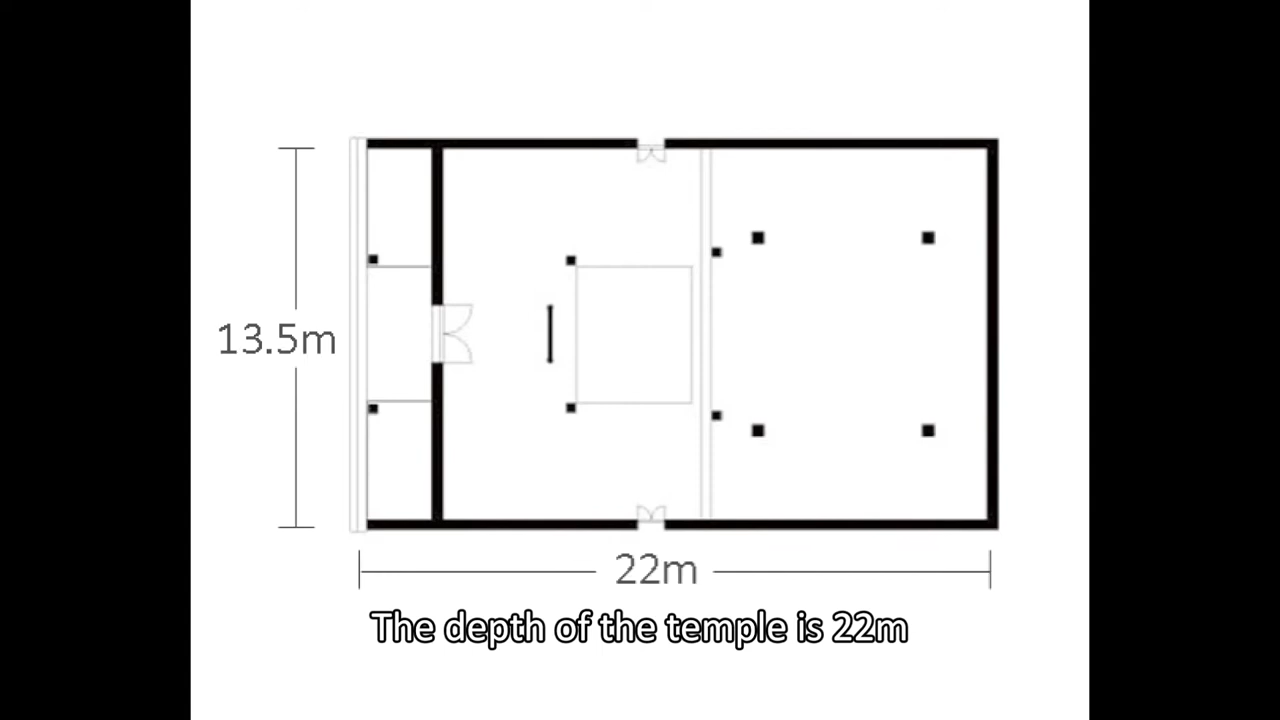 13.5m
22m
The depth of the temple is 22m